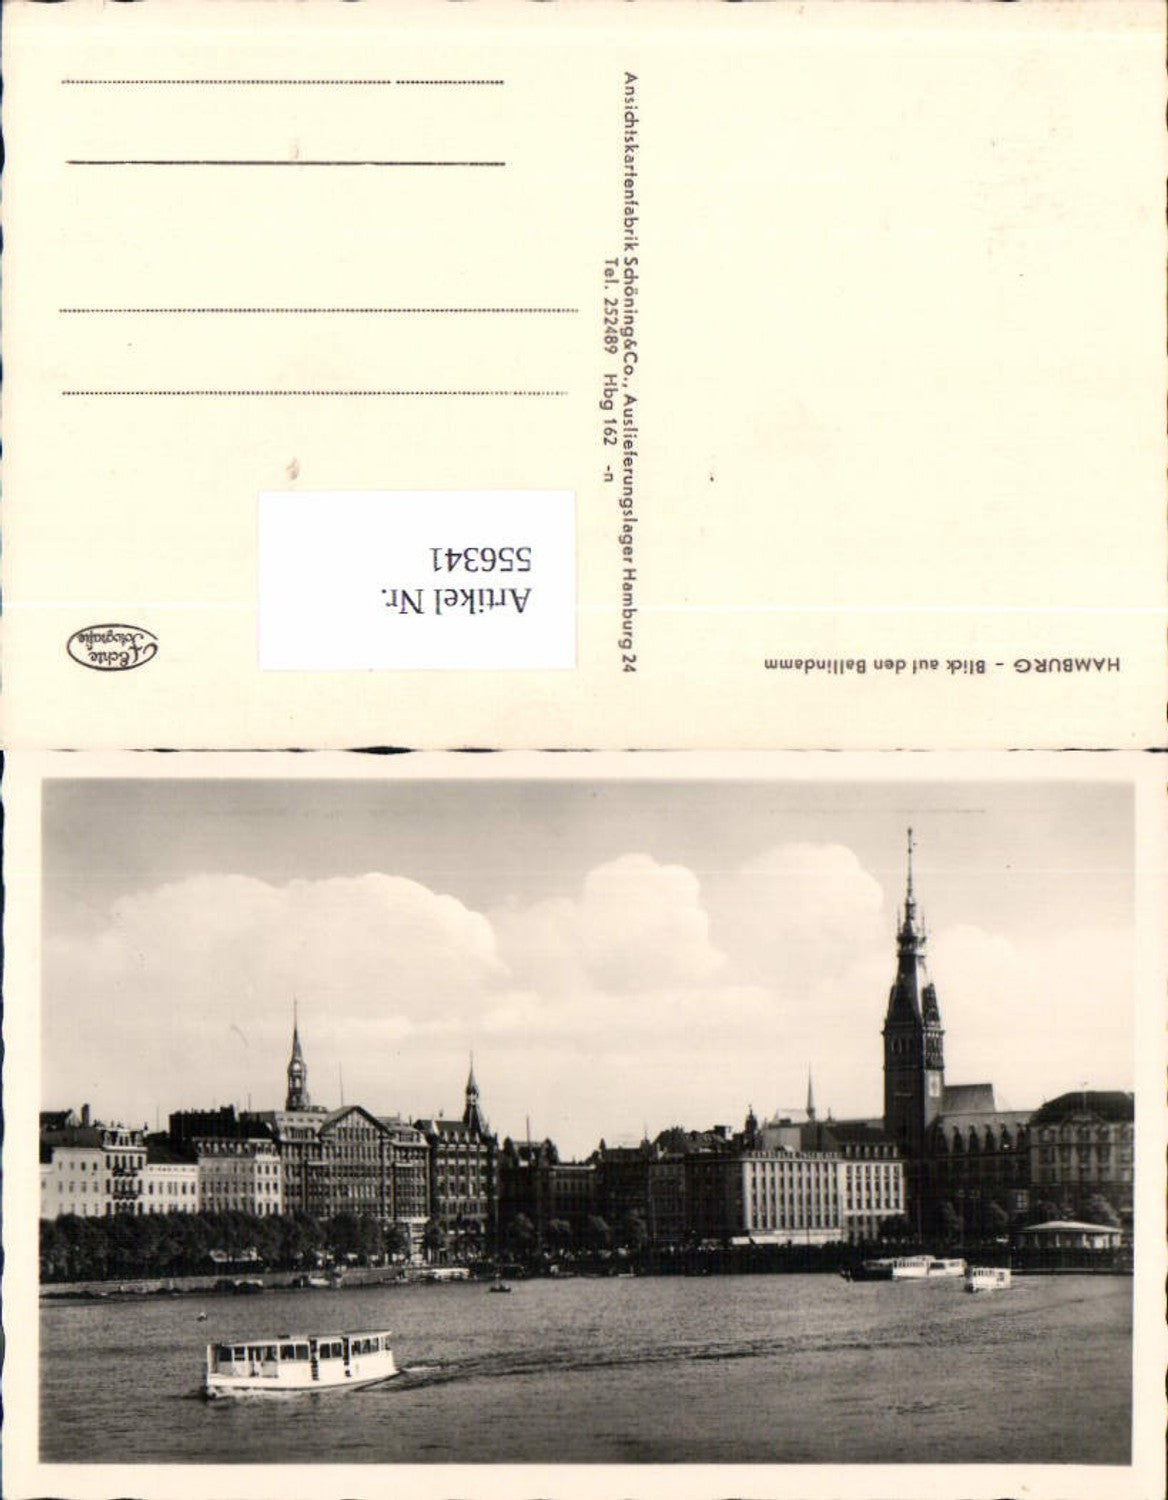 HAMBURG - Blick auf den Ballindamm
Ansichtskartenfabrik Schöning&Co., Auslieferungslager Hamburg 24
Tel. 252489 Hbg 162 -n
Artikel Nr.
556341
Echte
Fotografie